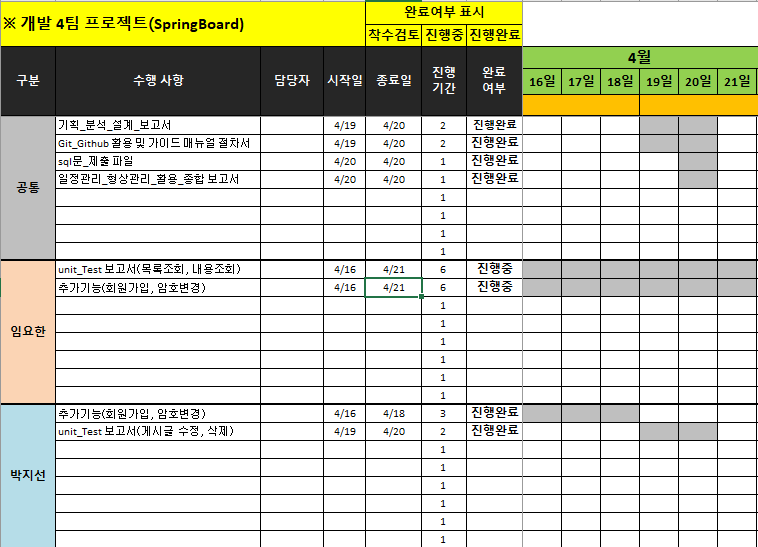 ※ 개발 4팀 프로젝트(SpringBoard) 완료여부 표시
착수검토 진행중 진행완료
4월
구분 수행 사항 담당자 시작일 종료일 진행 기간 완료 여부
16일 17일 18일 19일 20일 21일
공통
기획_분석_설계_보고서 4/19 4/20 2 진행완료
Git_Github 활용 및 가이드 매뉴얼 절차서 4/19 4/20 2 진행완료
sql문_제출 파일 4/20 4/20 1 진행완료
일정관리_형상관리_활용_종합 보고서 4/20 4/20 1 진행완료
1
1
1
1
임요한
unit_Test 보고서(목록조회, 내용조회) 4/16 4/21 6 진행중
추가기능(회원가입, 암호변경) 4/16 4/21 6 진행중
1
1
1
1
1
1
박지선
추가기능(회원가입, 암호변경) 4/16 4/18 3 진행완료
unit_Test 보고서(게시글 수정, 삭제) 4/19 4/20 2 진행완료
1
1
1
1
1
1